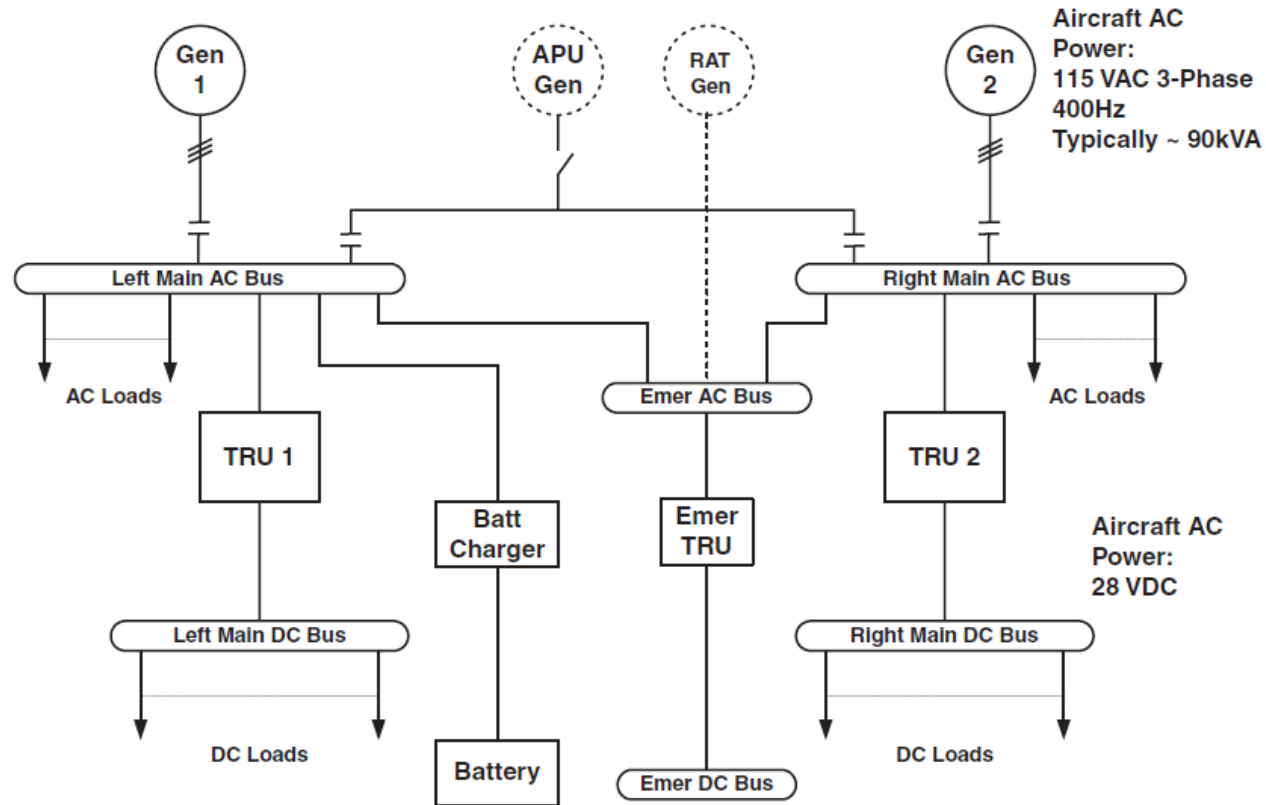 Gen
1
APU
Gen
RAT
Gen
Gen
2
Aircraft AC
Power:
115 VAC 3-Phase
400Hz
Typically ~ 90kVA
Left Main AC Bus
Right Main AC Bus
AC Loads
Emer AC Bus
AC Loads
TRU 1
TRU 2
Batt
Charger
Emer
TRU
Aircraft AC
Power:
28 VDC
Left Main DC Bus
Right Main DC Bus
DC Loads
Battery
Emer DC Bus
DC Loads